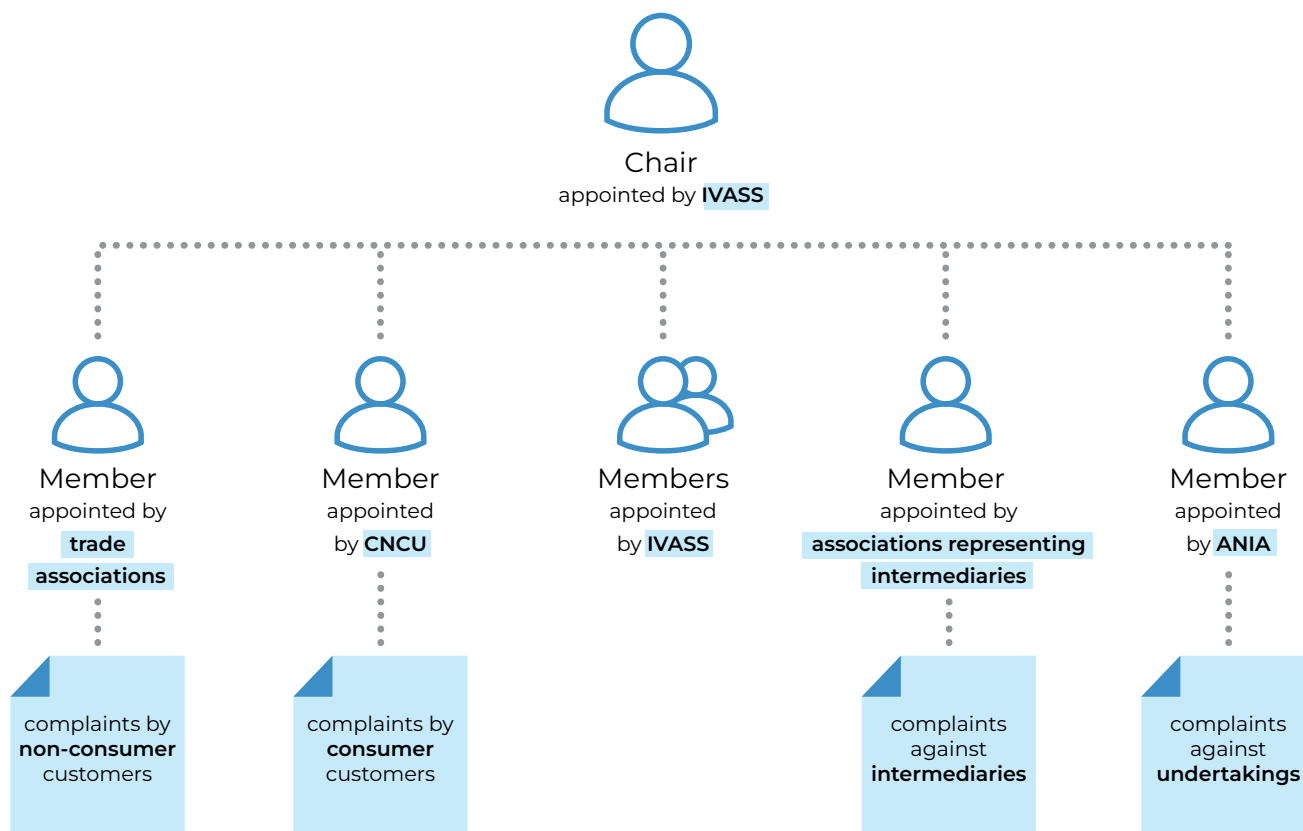 Chair
appointed by IVASS
Member
appointed by
trade
associations
Member
appointed
by CNCU
Members
appointed
by IVASS
Member
appointed by
associations representing
intermediaries
Member
appointed
by ANIA
complaints by
non-consumer
customers
complaints by
consumer
customers
complaints
against
intermediaries
complaints
against
undertakings